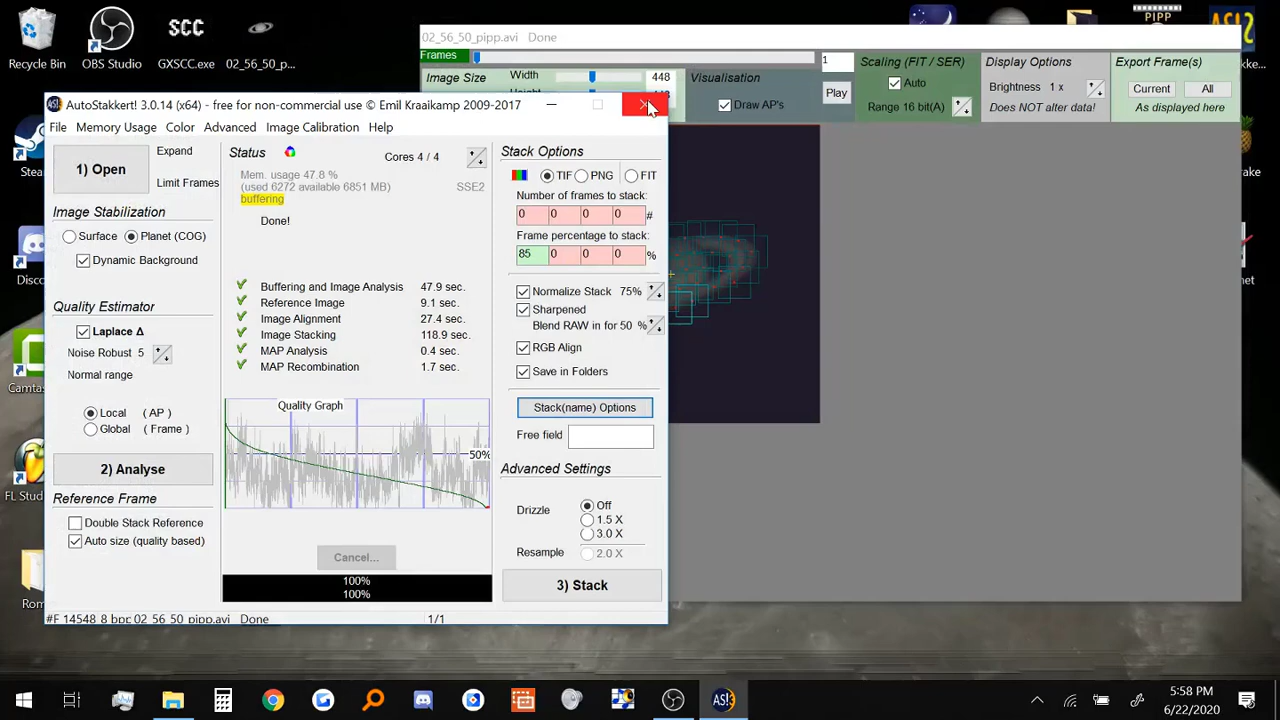 SCC
Recycle Bin
OBS Studio
GXSCC.exe
02_56_50_p...
02_56_50_pipp.avi Done
Frames
1
Play
Image Size
Width
448
Visualisation
Draw AP's
Scaling (FIT / SER)
Auto
Range 16 bit(A)
Display Options
Brightness 1 x
Does NOT alter data!
Export Frame(s)
Current
All
As displayed here
PIPP
AutoStakkert! 3.0.14 (x64) - free for non-commercial use © Emil Kraaikamp 2009-2017
File
Memory Usage
Color
Advanced
Image Calibration
Help
1) Open
Expand
Limit Frames
Image Stabilization
Surface
Planet (COG)
Dynamic Background
Quality Estimator
Laplace Δ
Noise Robust 5
Normal range
Local ( AP )
Global ( Frame )
2) Analyse
Reference Frame
Double Stack Reference
Auto size (quality based)
Status
Cores 4 / 4
Mem. usage 47.8 %
(used 6272 available 6851 MB)
SSE2
buffering
Done!
Buffering and Image Analysis 47.9 sec.
Reference Image 9.1 sec.
Image Alignment 27.4 sec.
Image Stacking 118.9 sec.
MAP Analysis 0.4 sec.
MAP Recombination 1.7 sec.
Quality Graph
50%
Cancel...
100%
100%
Stack Options
TIF
PNG
FIT
Number of frames to stack:
0 0 0 0 #
Frame percentage to stack:
85 0 0 0 %
Normalize Stack 75%
Sharpened
Blend RAW in for 50 %
RGB Align
Save in Folders
Stack(name) Options
Free field
Advanced Settings
Drizzle
Off
1.5 X
3.0 X
Resample
2.0 X
3) Stack
#F 14548 8 bpc 02_56_50_pipp.avi Done 1/1
Steam
Disco
Camtas
FL Studi
Rom
AS!3
5:58 PM
6/22/2020